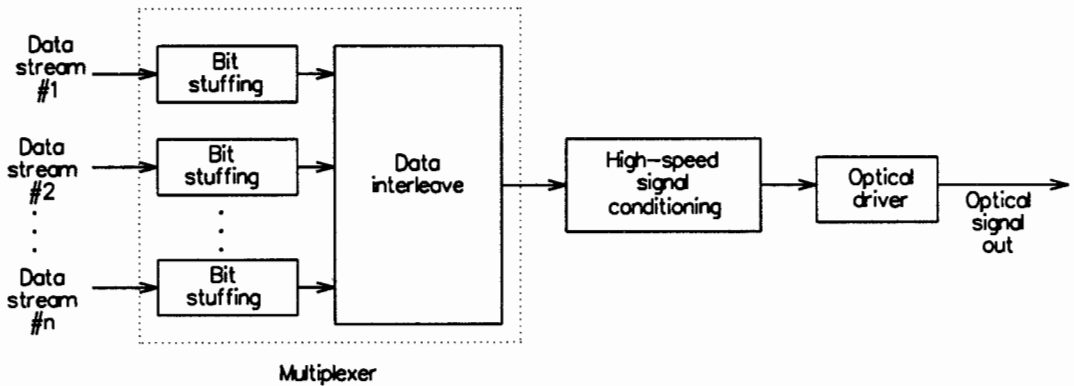 Data
stream
#1
Bit
stuffing
Data
stream
#2
Bit
stuffing
Data
stream
#n
Bit
stuffing
Data
interleave
High-speed
signal
conditioning
Optical
driver
Optical
signal
out
Multiplexer